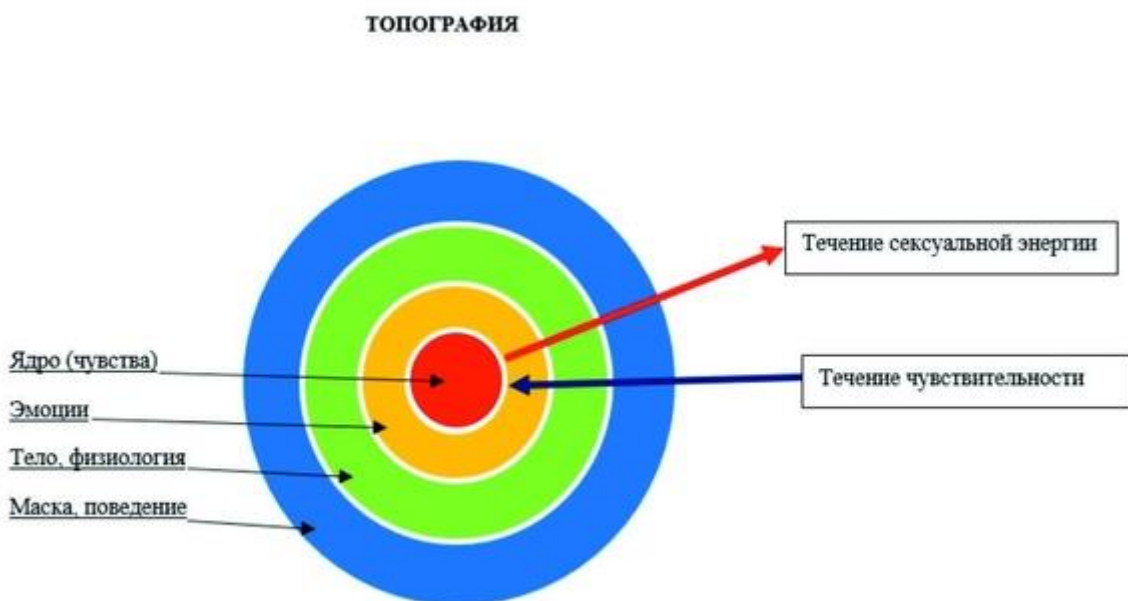 ТОПОГРАФИЯ
Течение сексуальной энергии
Ядро (чувства)
Течение чувствительности
Эмоции
Тело, физиология
Маска, поведение